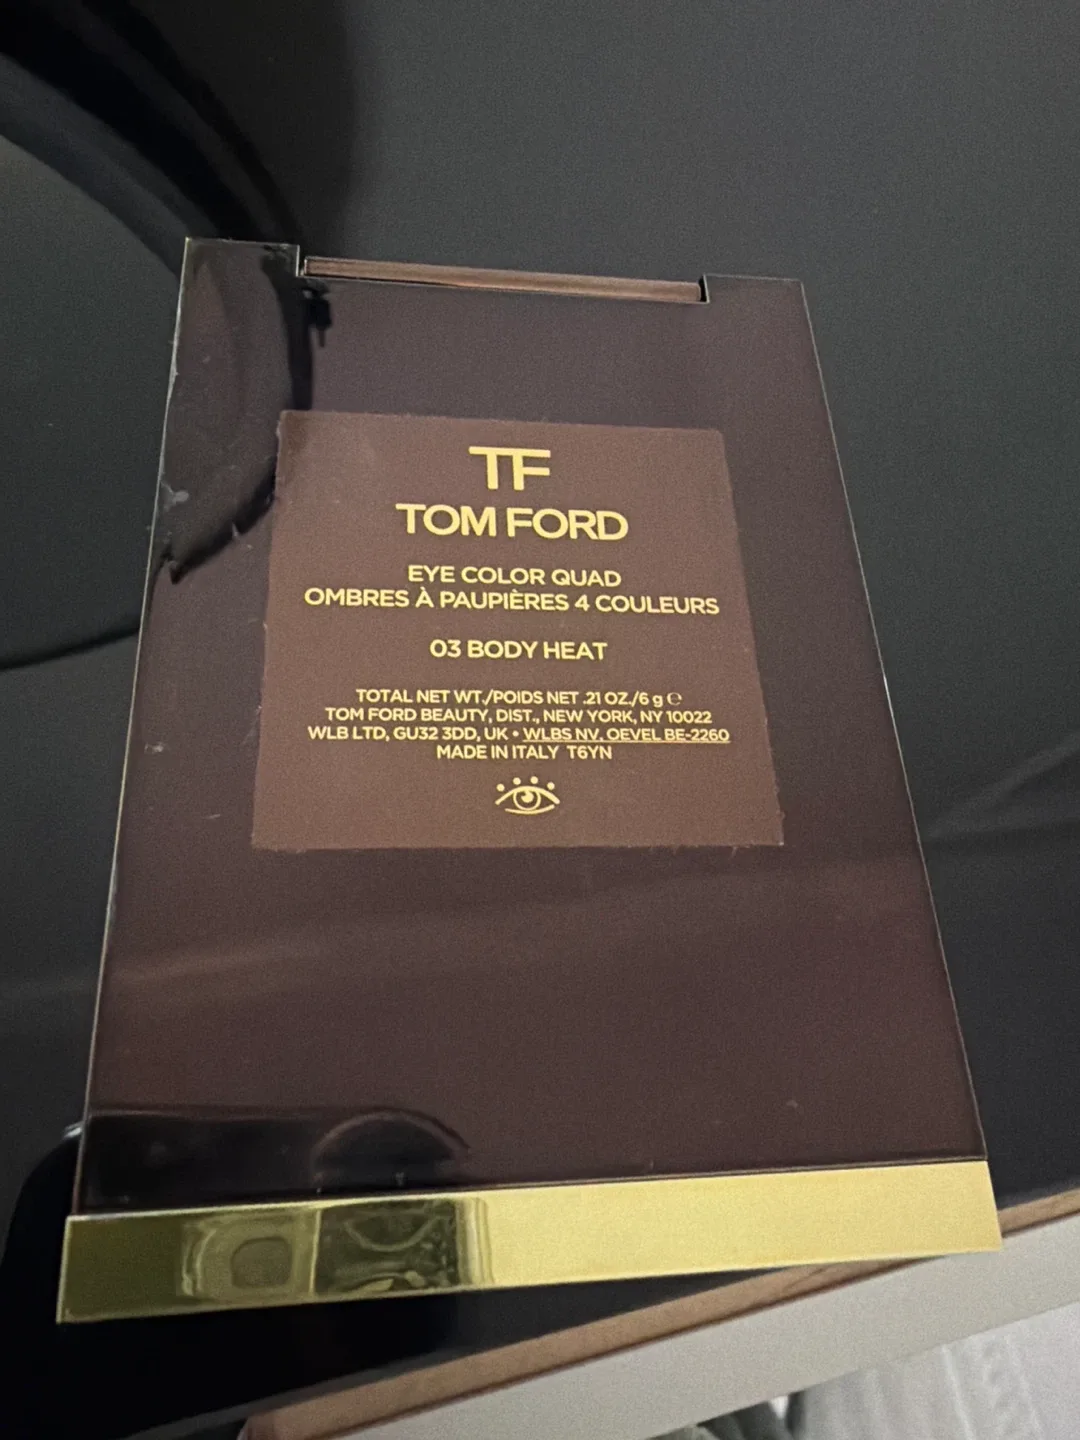 TF
TOM FORD
EYE COLOR QUAD
OMBRES À PAUPIÈRES 4 COULEURS
03 BODY HEAT
TOTAL NET WT./POIDS NET .21 OZ./6 g ℮
TOM FORD BEAUTY, DIST., NEW YORK, NY 10022
WLB LTD, GU32 3DD, UK • WLBS NV, OEVEL BE-2260
MADE IN ITALY T6YN